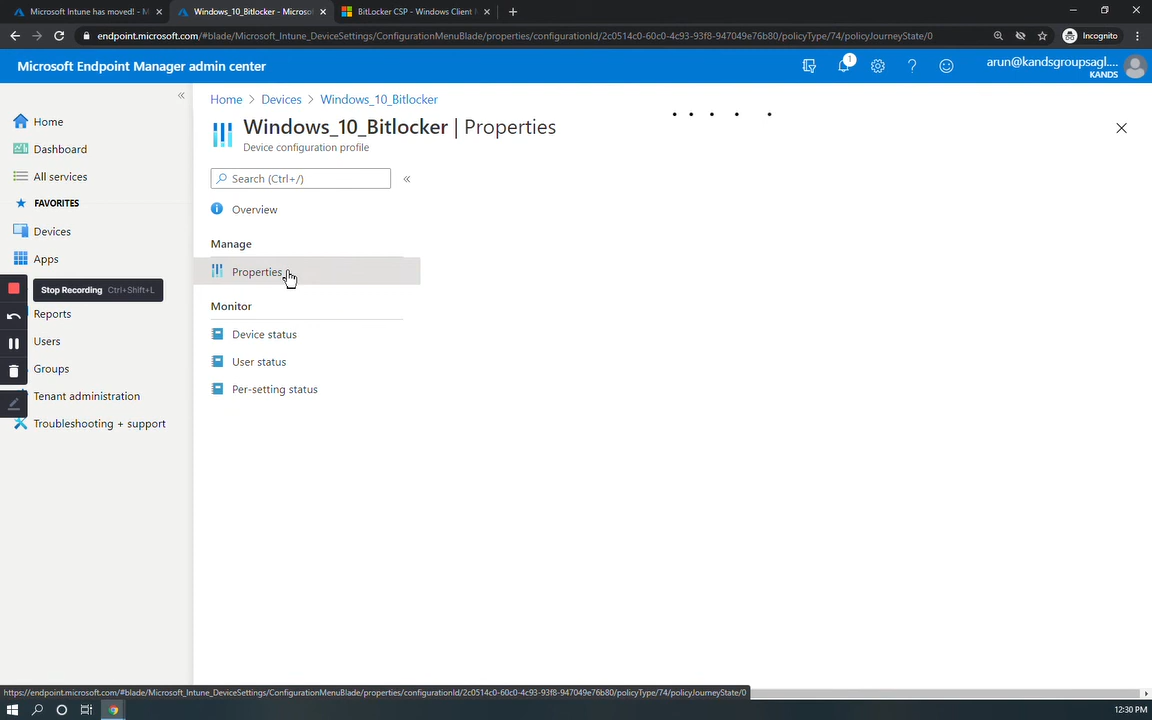 Microsoft Intune has moved! - M
Windows_10_Bitlocker - Microsof
BitLocker CSP - Windows Client
endpoint.microsoft.com/#blade/Microsoft_Intune_DeviceSettings/ConfigurationMenuBlade/properties/configurationId/2c0514c0-60c0-4c93-93f8-947049e76b80/policyType/74/policyJourneyState/0
Incognito
Microsoft Endpoint Manager admin center
1
arun@kandsgroupsagl....
KANDS
Home > Devices > Windows_10_Bitlocker
Windows_10_Bitlocker | Properties
Device configuration profile
Search (Ctrl+/)
Overview
Manage
Properties
Monitor
Device status
User status
Per-setting status
Home
Dashboard
All services
FAVORITES
Devices
Apps
Stop Recording Ctrl+Shift+L
Reports
Users
Groups
Tenant administration
Troubleshooting + support
https://endpoint.microsoft.com/#blade/Microsoft_Intune_DeviceSettings/ConfigurationMenuBlade/properties/configurationId/2c0514c0-60c0-4c93-93f8-947049e76b80/policyType/74/policyJourneyState/0
12:30 PM